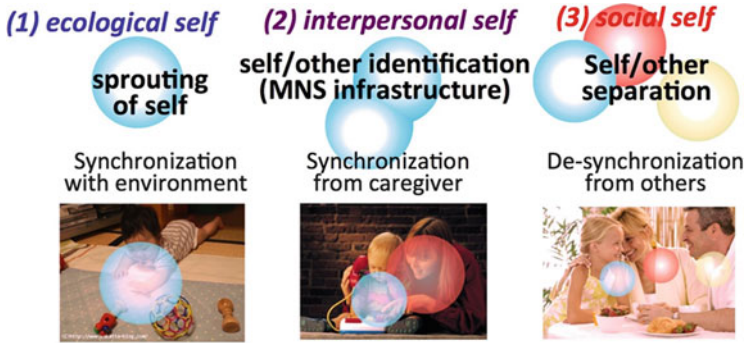 (1) ecological self
sprouting
of self
Synchronization
with environment
(2) interpersonal self
self/other identification
(MNS infrastructure)
Synchronization
from caregiver
(3) social self
Self/other
separation
De-synchronization
from others